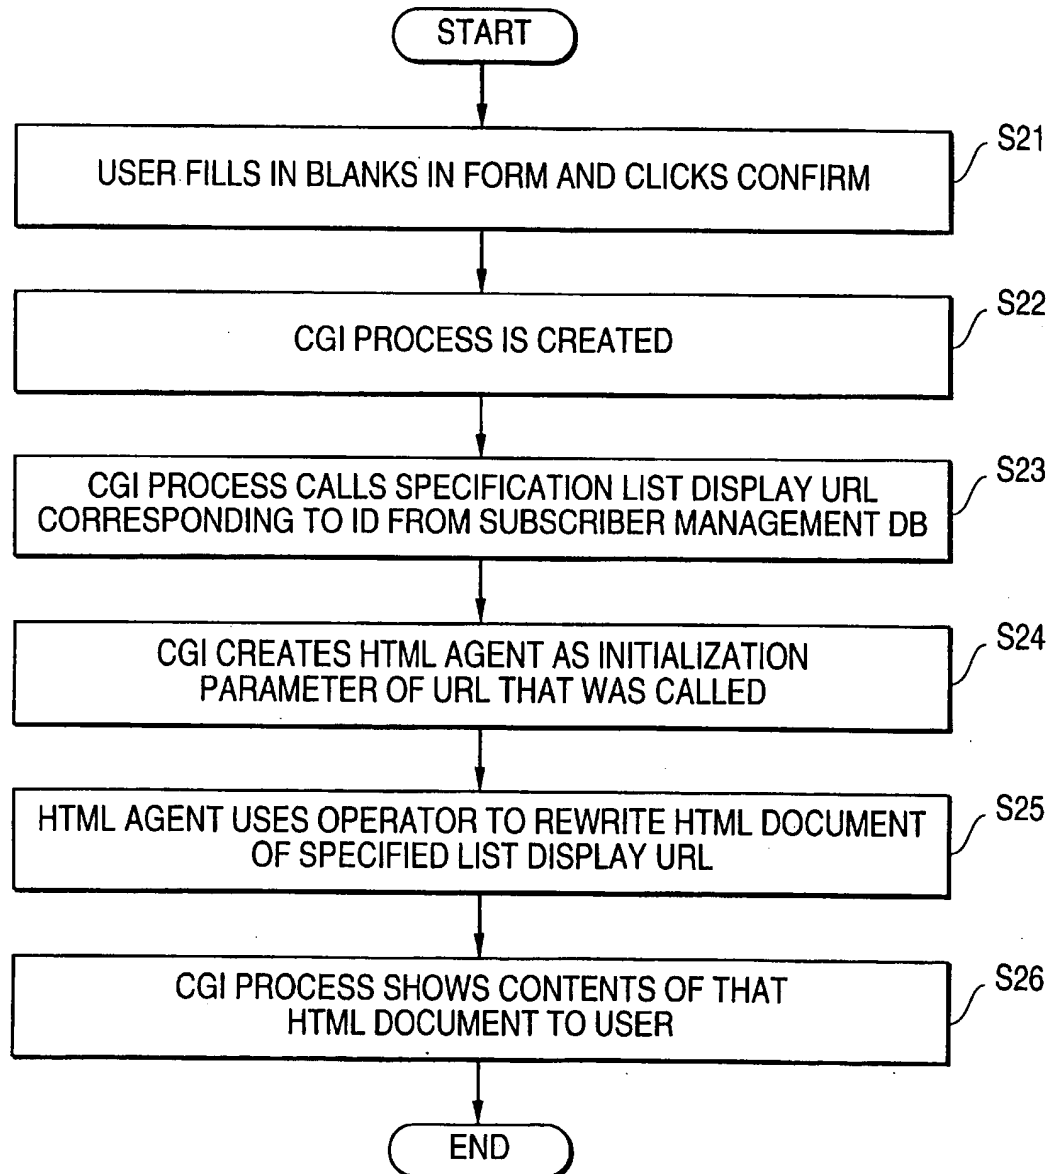 START
USER FILLS IN BLANKS IN FORM AND CLICKS CONFIRM
S21
CGI PROCESS IS CREATED
S22
CGI PROCESS CALLS SPECIFICATION LIST DISPLAY URL
CORRESPONDING TO ID FROM SUBSCRIBER MANAGEMENT DB
S23
CGI CREATES HTML AGENT AS INITIALIZATION
PARAMETER OF URL THAT WAS CALLED
S24
HTML AGENT USES OPERATOR TO REWRITE HTML DOCUMENT
OF SPECIFIED LIST DISPLAY URL
S25
CGI PROCESS SHOWS CONTENTS OF THAT
HTML DOCUMENT TO USER
S26
END